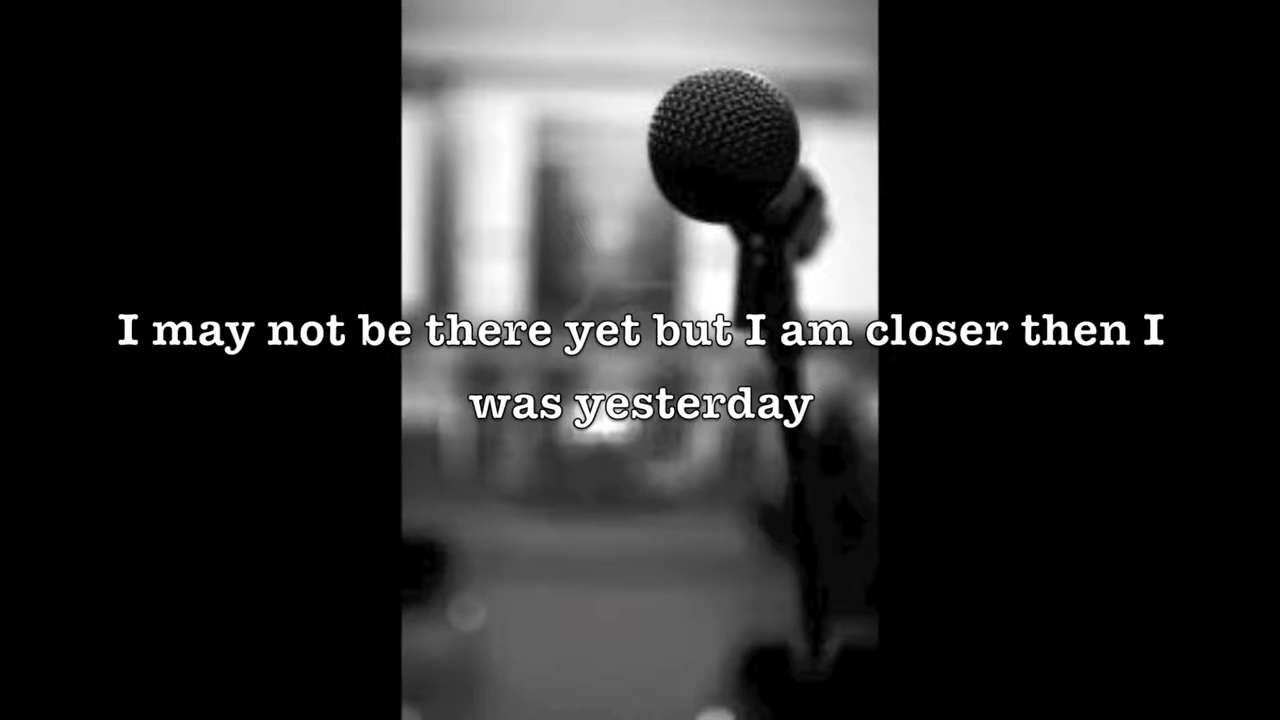 I may not be there yet but I am closer then I
was yesterday